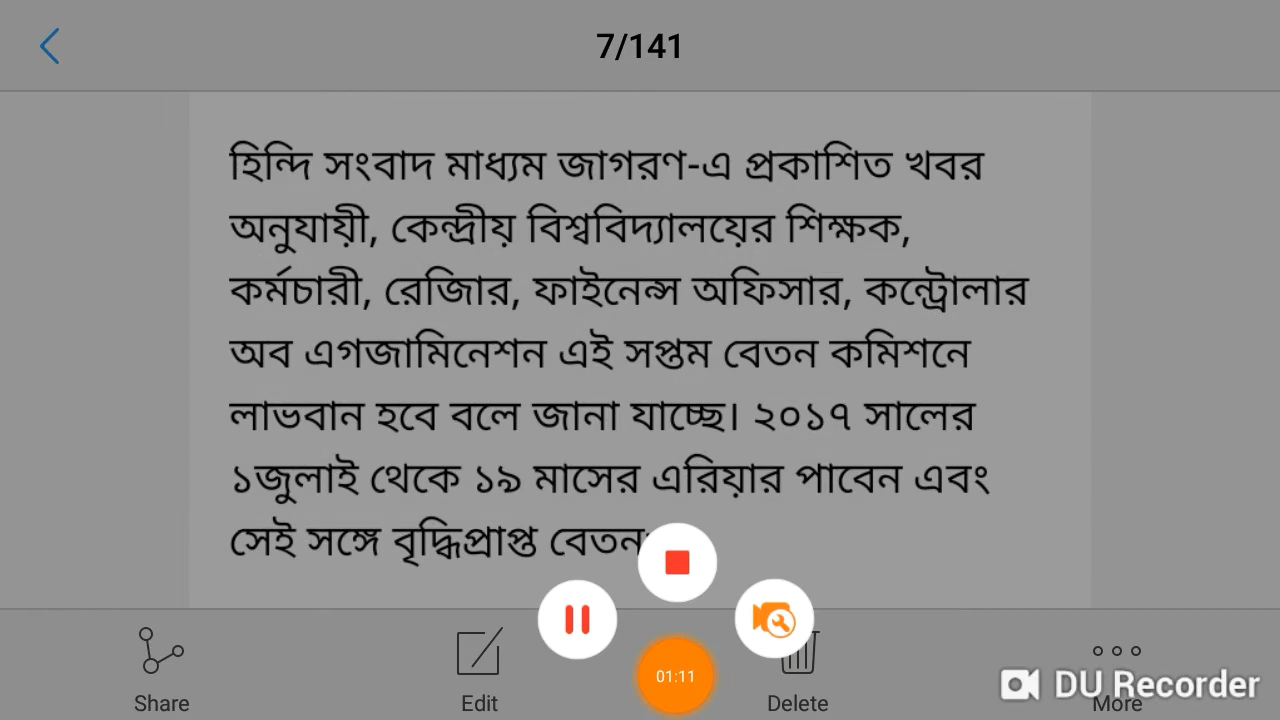 7/141
হিন্দি সংবাদ মাধ্যম জাগরণ-এ প্রকাশিত খবর
অনুযায়ী, কেন্দ্রীয় বিশ্ববিদ্যালয়ের শিক্ষক,
কর্মচারী, রেজিার, ফাইনেন্স অফিসার, কন্ট্রোলার
অব এগজামিনেশন এই সপ্তম বেতন কমিশনে
লাভবান হবে বলে জানা যাচ্ছে। ২০১৭ সালের
১জুলাই থেকে ১৯ মাসের এরিয়ার পাবেন এবং
সেই সঙ্গে বৃদ্ধিপ্রাপ্ত বেতন
01:11
Share Edit Delete More
DU Recorder